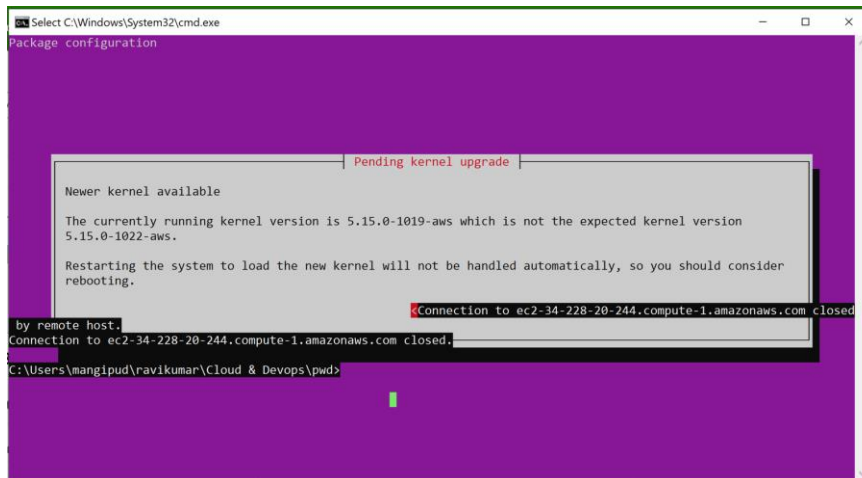 Select C:\Windows\System32\cmd.exe
Package configuration
Pending kernel upgrade
Newer kernel available
The currently running kernel version is 5.15.0-1019-aws which is not the expected kernel version
5.15.0-1022-aws.
Restarting the system to load the new kernel will not be handled automatically, so you should consider
rebooting.
<Connection to ec2-34-228-20-244.compute-1.amazonaws.com closed
by remote host.
Connection to ec2-34-228-20-244.compute-1.amazonaws.com closed.
C:\Users\mangipud\ravikumar\Cloud & Devops\pwd>